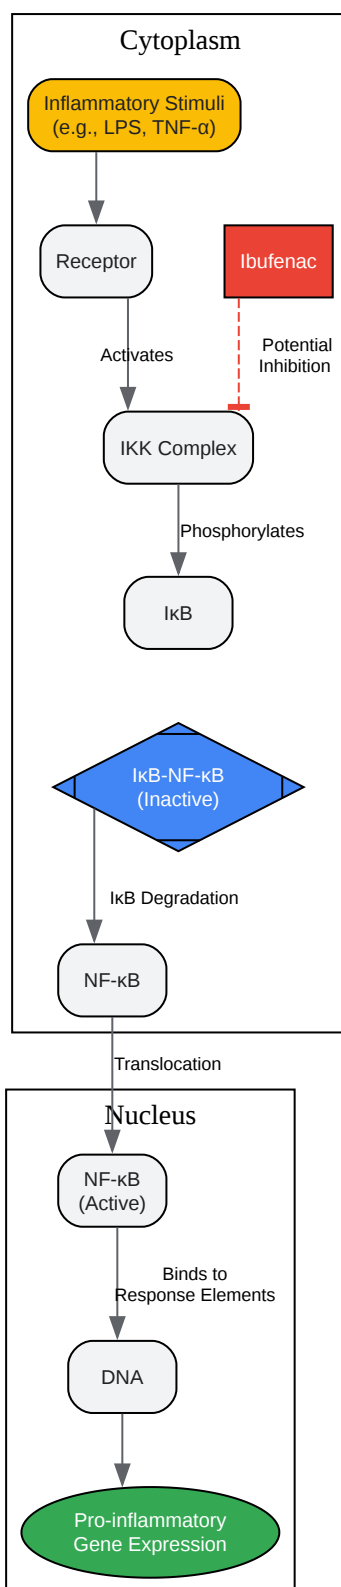 Cytoplasm
Inflammatory Stimuli
(e.g., LPS, TNF-α)
Receptor
Ibufenac
Activates
Potential
Inhibition
IKK Complex
Phosphorylates
IκB
IκB-NF-κB
(Inactive)
IκB Degradation
NF-κB
Translocation
Nucleus
NF-κB
(Active)
Binds to
Response Elements
DNA
Pro-inflammatory
Gene Expression